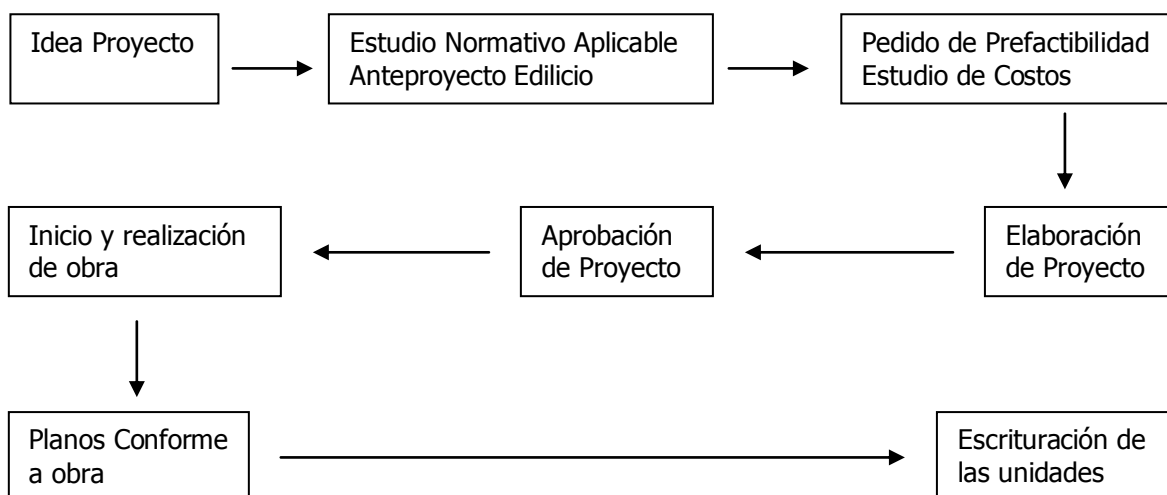 Idea Proyecto
Estudio Normativo Aplicable
Anteproyecto Edilicio
Pedido de Prefactibilidad
Estudio de Costos
Elaboración
de Proyecto
Aprobación
de Proyecto
Inicio y realización
de obra
Planos Conforme
a obra
Escrituración de
las unidades